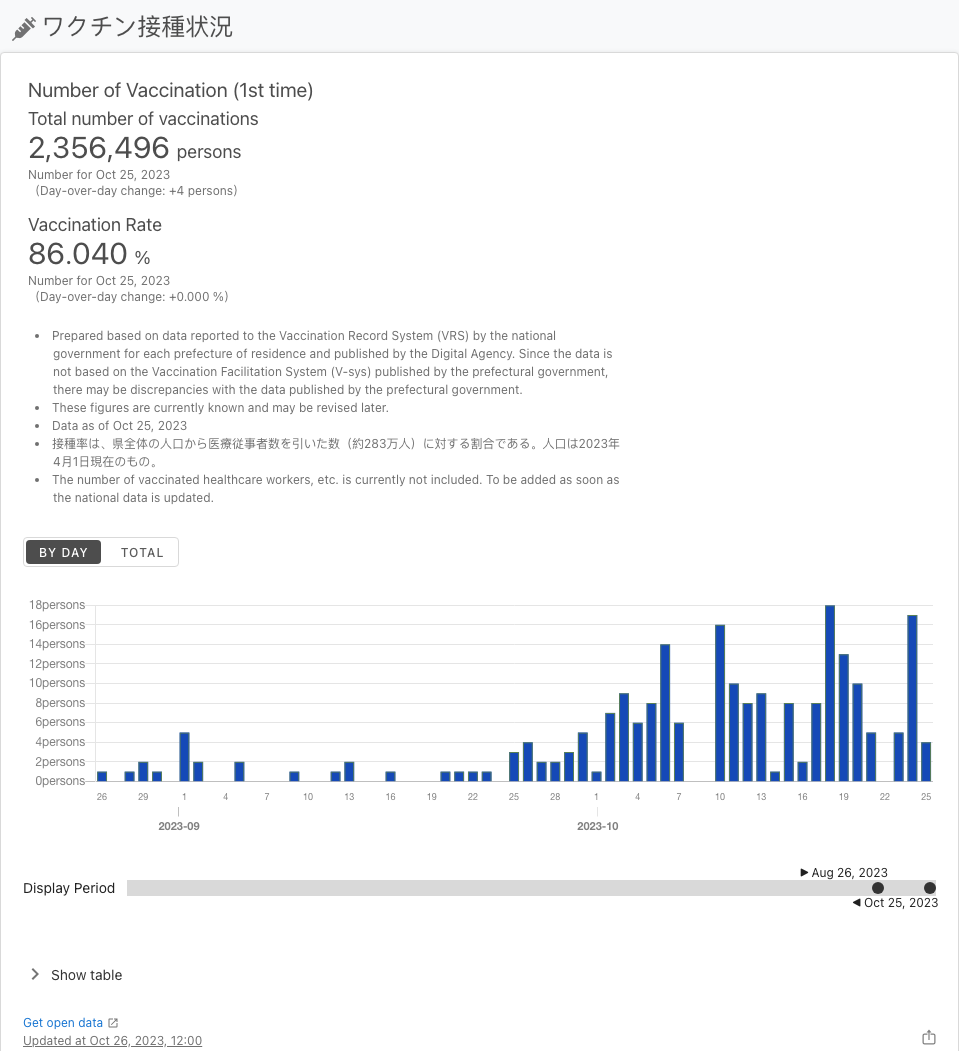 ワクチン接種状況
Number of Vaccination (1st time)
Total number of vaccinations
2,356,496 persons
Number for Oct 25, 2023
(Day-over-day change: +4 persons)
Vaccination Rate
86.040 %
Number for Oct 25, 2023
(Day-over-day change: +0.000 %)
• Prepared based on data reported to the Vaccination Record System (VRS) by the national
government for each prefecture of residence and published by the Digital Agency. Since the data is
not based on the Vaccination Facilitation System (V-sys) published by the prefectural government,
there may be discrepancies with the data published by the prefectural government.
• These figures are currently known and may be revised later.
• Data as of Oct 25, 2023
• 接種率は、県全体の人口から医療従事者数を引いた数（約283万人）に対する割合である。人口は2023年
4月1日現在のもの。
• The number of vaccinated healthcare workers, etc. is currently not included. To be added as soon as
the national data is updated.
BY DAY TOTAL
18persons
16persons
14persons
12persons
10persons
8persons
6persons
4persons
2persons
0persons
26 29 1 4 7 10 13 16 19 22 25 28 1 4 7 10 13 16 19 22 25
2023-09 2023-10
Aug 26, 2023
Display Period
Oct 25, 2023
Show table
Get open data
Updated at Oct 26, 2023, 12:00